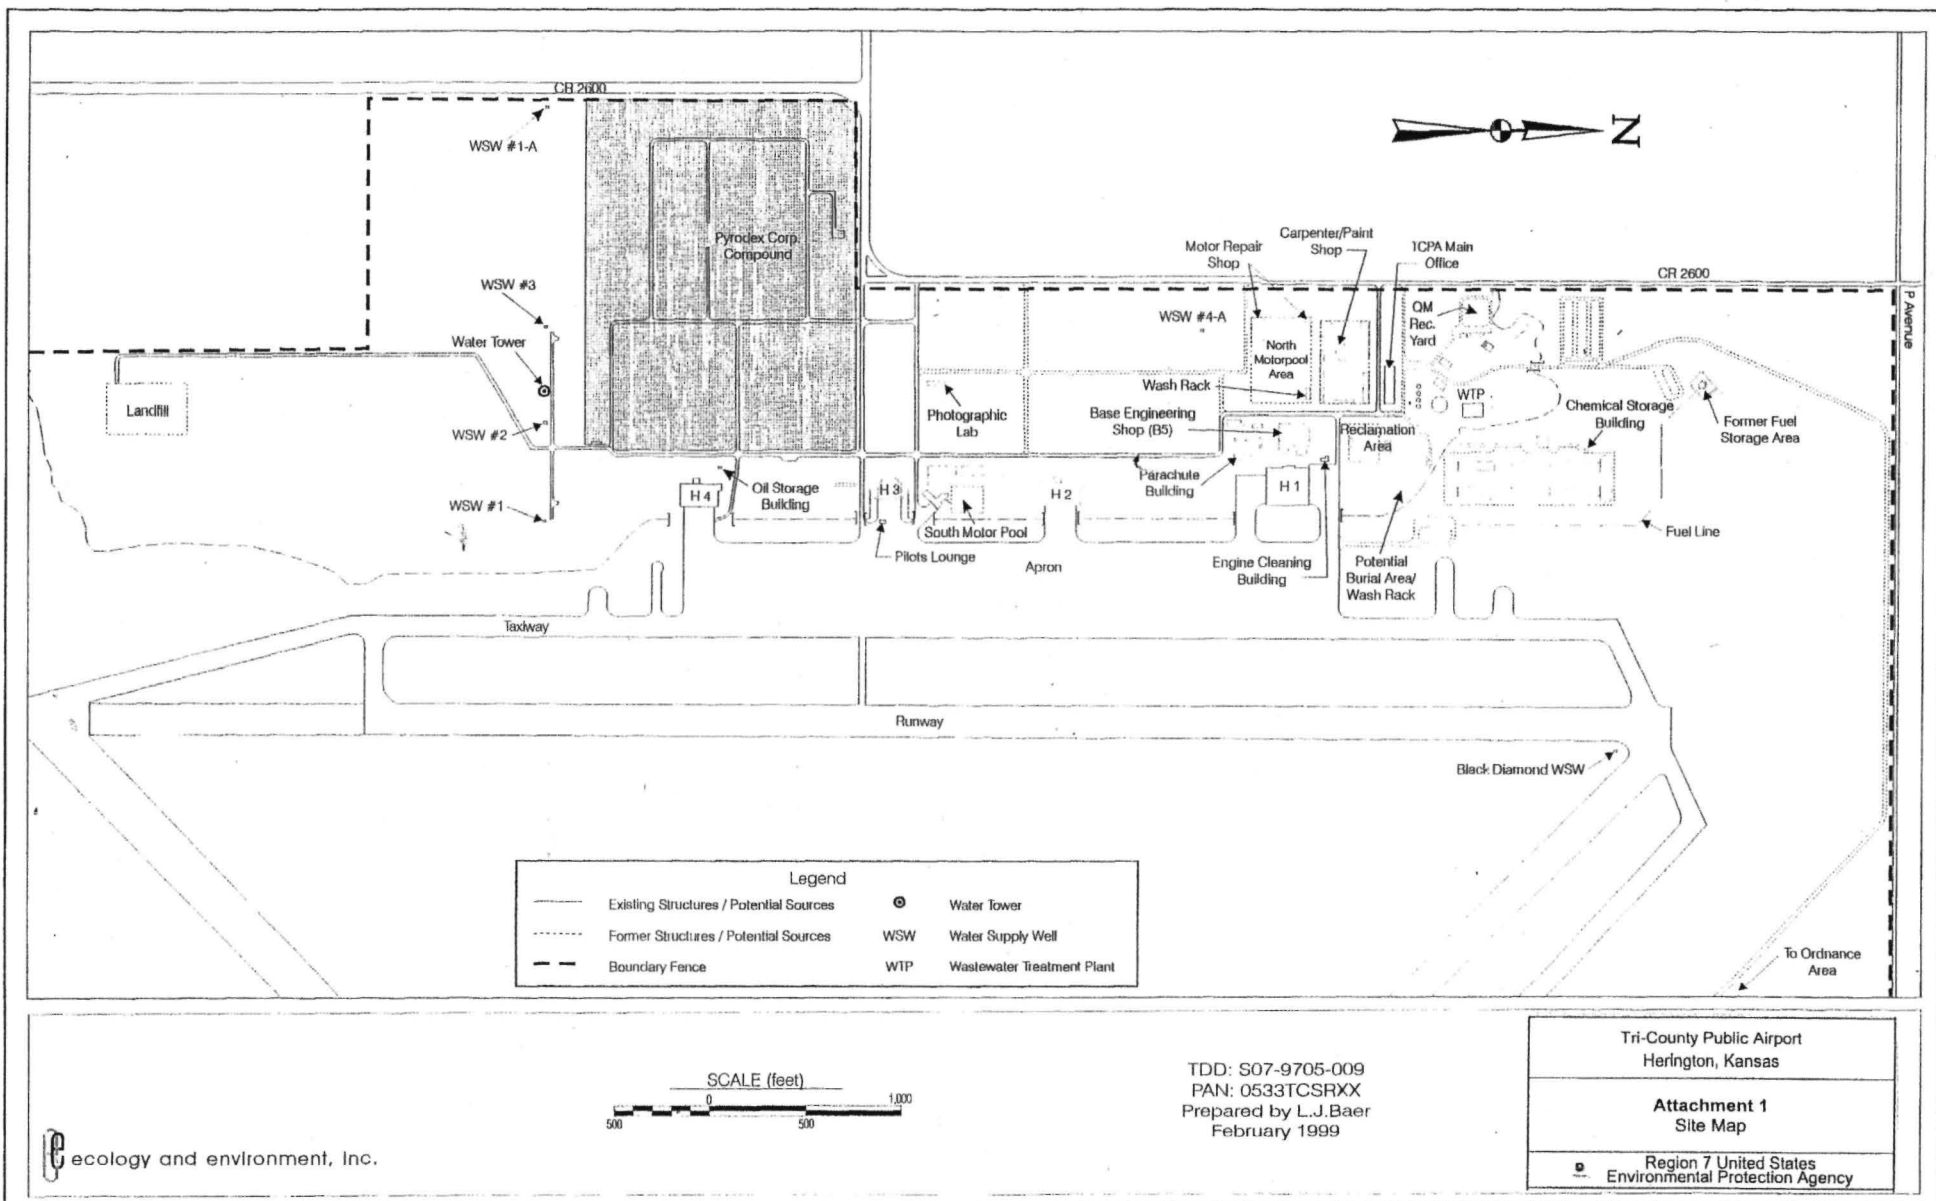 CR 2600
WSW #1-A
N
Pyrodex Corp.
Compound
Motor Repair
Shop
Carpenter/Paint
Shop
TCPA Main
Office
CR 2600
P Avenue
WSW #3
WSW #4-A
QM
Rec.
Yard
Water Tower
North
Motorpool
Area
Wash Rack
Landfill
Photographic
Lab
Base Engineering
Shop (B5)
WTP
Chemical Storage
Building
Former Fuel
Storage Area
WSW #2
Reclamation
Area
Parachute
Building
Oil Storage
Building
H 4
H 3
H 2
H 1
WSW #1
South Motor Pool
Fuel Line
Pilots Lounge
Apron
Engine Cleaning
Building
Potential
Burial Area/
Wash Rack
Taxiway
Runway
Black Diamond WSW
To Ordnance
Area
Legend
Existing Structures / Potential Sources
Water Tower
Former Structures / Potential Sources
WSW Water Supply Well
Boundary Fence
WTP Wastewater Treatment Plant
SCALE (feet)
0 1,000
500 500
TDD: S07-9705-009
PAN: 0533TCSRXX
Prepared by L.J.Baer
February 1999
Tri-County Public Airport
Herington, Kansas
Attachment 1
Site Map
Region 7 United States
Environmental Protection Agency
ecology and environment, inc.